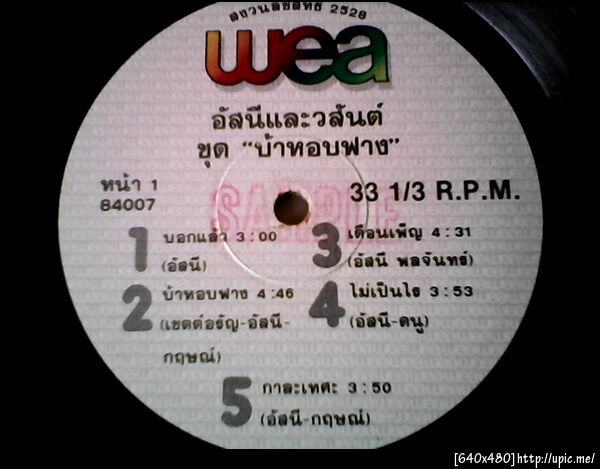 สงวนลิขสิทธิ์ 2528
wea
อัสนีและวสันต์
ชุด “บ้าหอบฟาง”
หน้า 1
84007
33 1/3 R.P.M.
SAMPLE
1 บอกแล้ว 3:00
(อัสนี)
2 บ้าหอบฟาง 4:46
(เขตต์อรัญ-อัสนี-
กฤษณ์)
3 เดือนเพ็ญ 4:31
(อัสนี พลจันทร์)
4 ไม่เป็นไร 3:53
(อัสนี-ดนู)
5 กาละเทศะ 3:50
(อัสนี-กฤษณ์)
[640x480]http://upic.me/